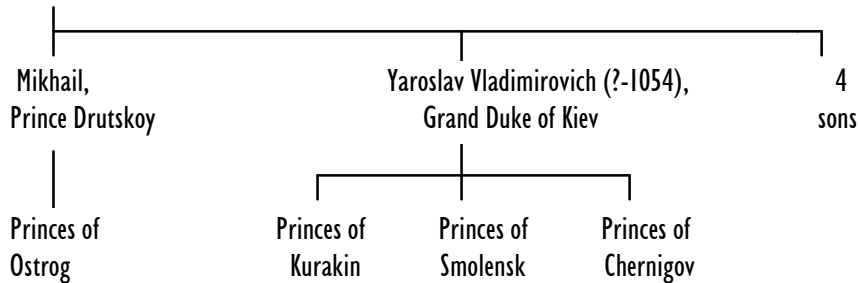 Mikhail,
Prince Drutskoy
Yaroslav Vladimirovich (?-1054),
Grand Duke of Kiev
4
sons
Princes of
Ostrog
Princes of
Kurakin
Princes of
Smolensk
Princes of
Chernigov